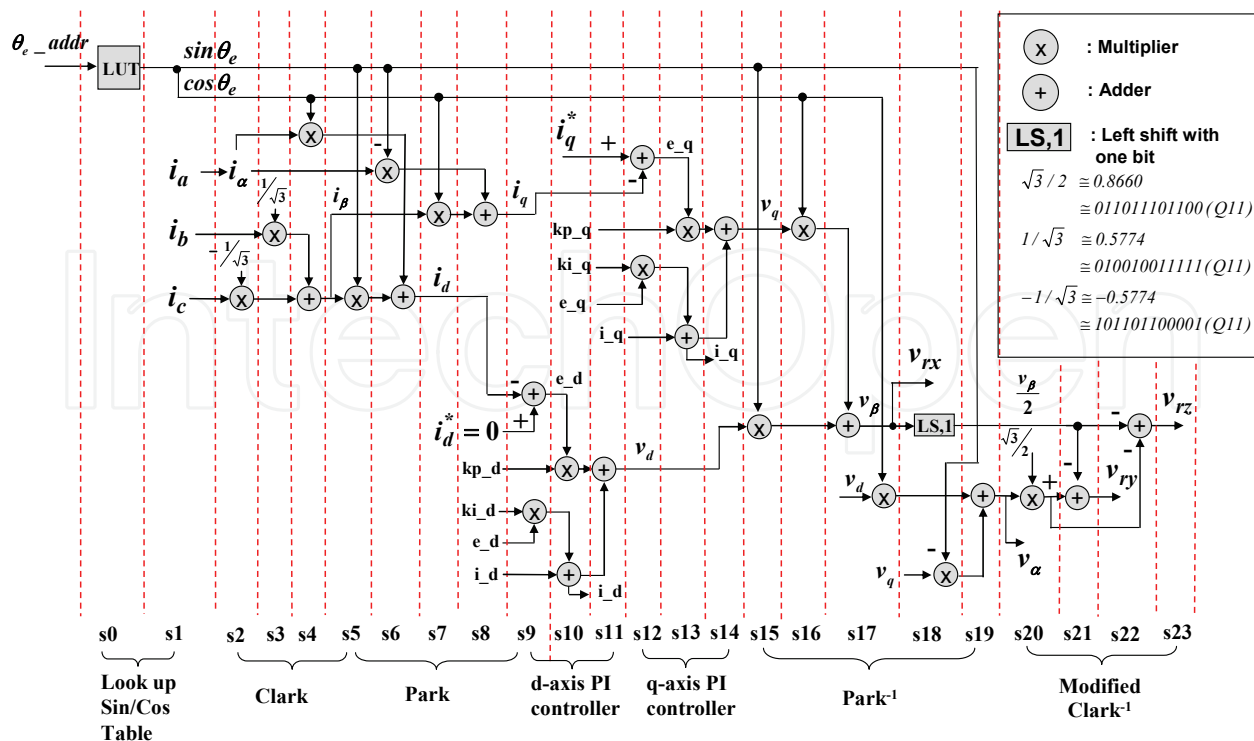 θe _ addr
LUT
sinθe
cosθe
x
-
x
ia
iα
1/√3
ib
x
-1/√3
ic
x
+
iβ
x
+
x
+
iq
id
i*q
+
-
+
e_q
kp_q
x
+
vq
x
ki_q
x
e_q
i_q
+
i_q
-
+
e_d
+
i*d = 0
kp_d
x
+
vd
ki_d
x
e_d
i_d
+
i_d
x
+
vβ
vrx
LS,1
vβ/2
-
+
-
vrz
√3/2
vd
x
+
x
+
-
+
vry
vα
-
vq
x
x : Multiplier
+ : Adder
LS,1 : Left shift with
one bit
√3 / 2 ≅ 0.8660
≅ 011011101100 (Q11)
1/ √3 ≅ 0.5774
≅ 010010011111 (Q11)
−1/ √3 ≅ −0.5774
≅ 101101100001 (Q11)
IntechOpen
s0 s1 s2 s3 s4 s5 s6 s7 s8 s9 s10 s11 s12 s13 s14 s15 s16 s17 s18 s19 s20 s21 s22 s23
Look up
Sin/Cos
Table
Clark
Park
d-axis PI
controller
q-axis PI
controller
Park-1
Modified
Clark-1